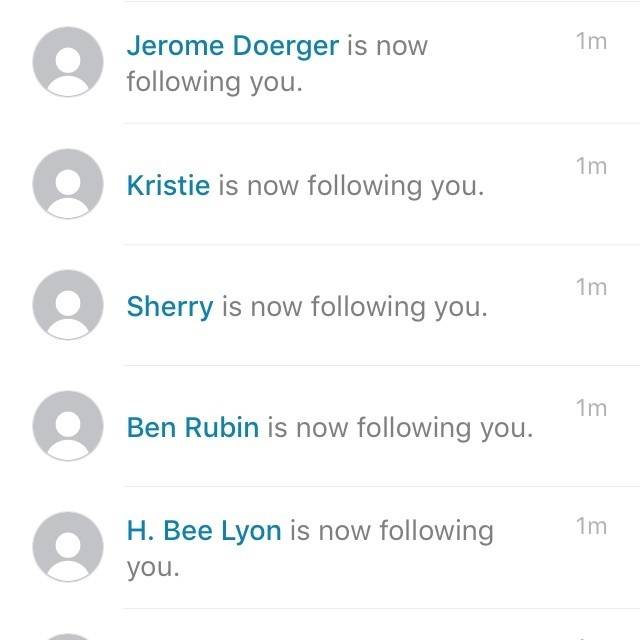 Jerome Doerger is now 1m
following you.
Kristie is now following you. 1m
Sherry is now following you. 1m
Ben Rubin is now following you. 1m
H. Bee Lyon is now following 1m
you.